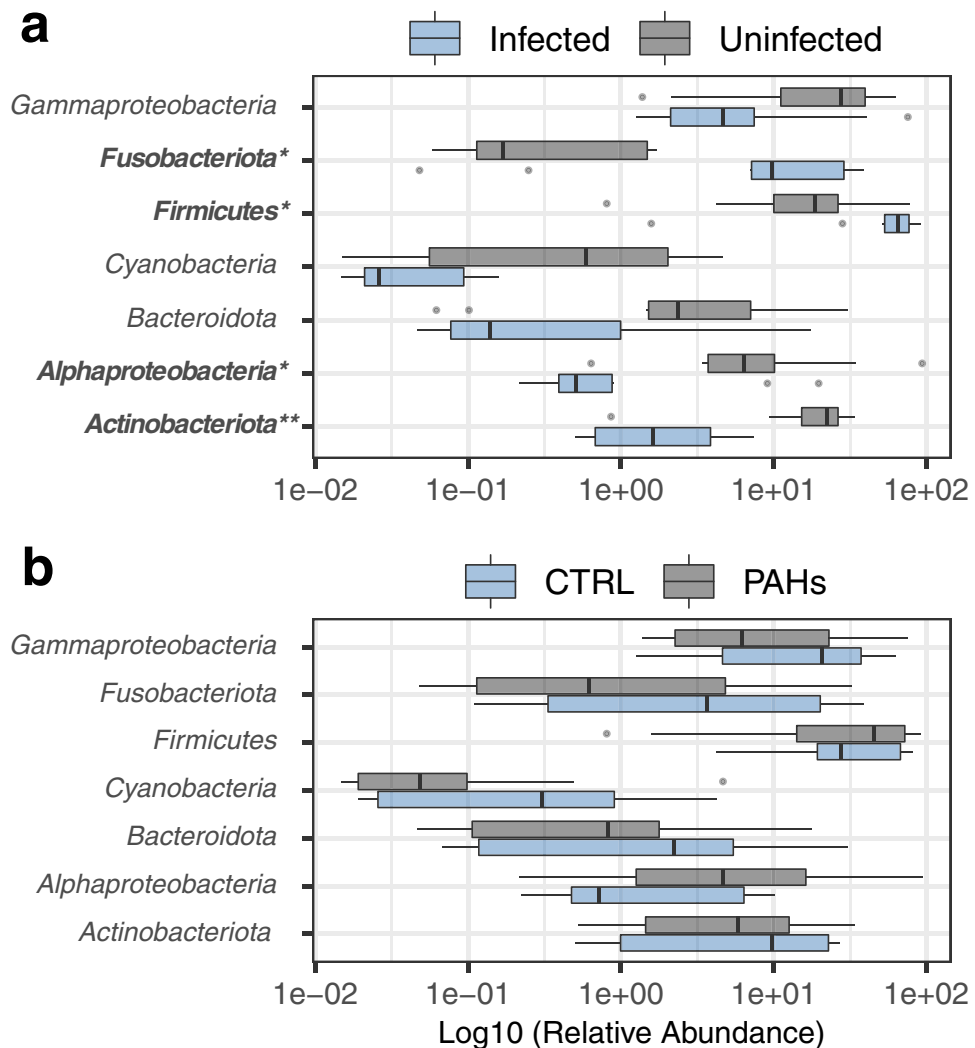 a
Infected Uninfected
Gammaproteobacteria
Fusobacteriota*
Firmicutes*
Cyanobacteria
Bacteroidota
Alphaproteobacteria*
Actinobacteriota**
1e−02 1e−01 1e+00 1e+01 1e+02
b
CTRL PAHs
Gammaproteobacteria
Fusobacteriota
Firmicutes
Cyanobacteria
Bacteroidota
Alphaproteobacteria
Actinobacteriota
1e−02 1e−01 1e+00 1e+01 1e+02
Log10 (Relative Abundance)